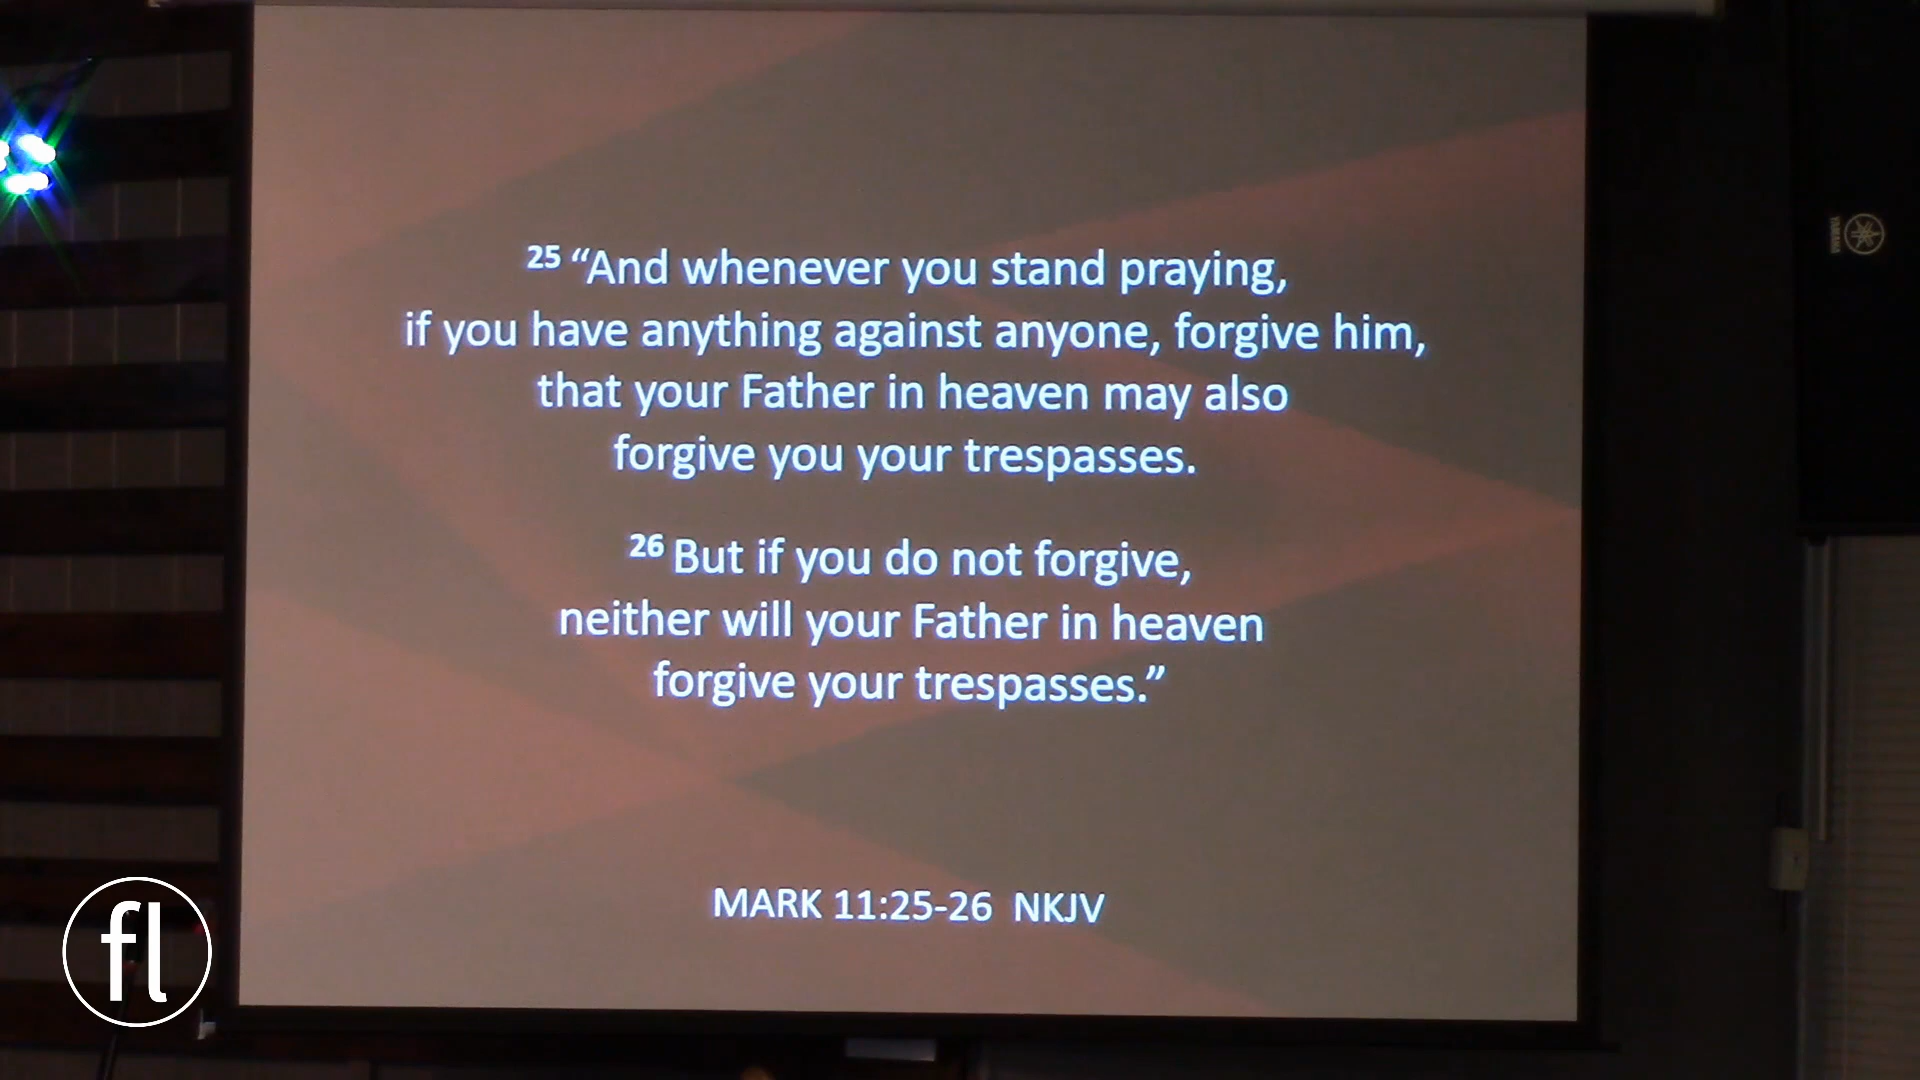 25 “And whenever you stand praying,
if you have anything against anyone, forgive him,
that your Father in heaven may also
forgive you your trespasses.
26 But if you do not forgive,
neither will your Father in heaven
forgive your trespasses.”
MARK 11:25-26 NKJV
fl
YAMAHA